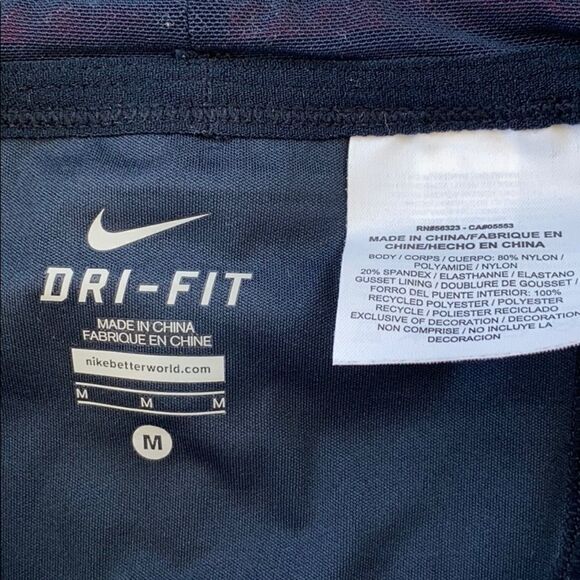 DRI-FIT
MADE IN CHINA
FABRIQUE EN CHINE
nikebetterworld.com
M M M
M
RN#56323 - CA#05553
MADE IN CHINA/FABRIQUE EN
CHINE/HECHO EN CHINA
BODY / CORPS / CUERPO: 80% NYLON /
POLYAMIDE / NYLON
20% SPANDEX / ELASTHANNE / ELASTANO
GUSSET LINING / DOUBLURE DE GOUSSET /
FORRO DEL PUENTE INTERIOR: 100%
RECYCLED POLYESTER / POLYESTER
RECYCLE / POLIESTER RECICLADO
EXCLUSIVE OF DECORATION / DECORATION
NON COMPRISE / NO INCLUYE LA
DECORACION